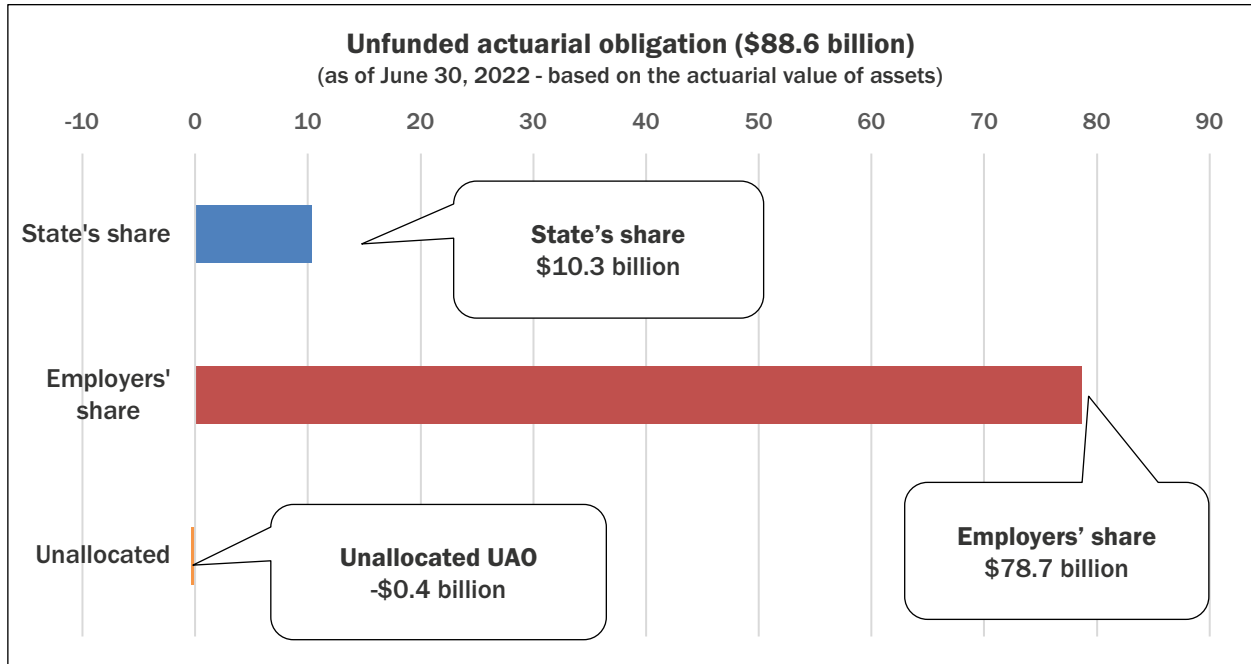 Unfunded actuarial obligation ($88.6 billion)
(as of June 30, 2022 - based on the actuarial value of assets)
-10 0 10 20 30 40 50 60 70 80 90
State's share
State’s share
$10.3 billion
Employers'
share
Employers’ share
$78.7 billion
Unallocated
Unallocated UAO
-$0.4 billion